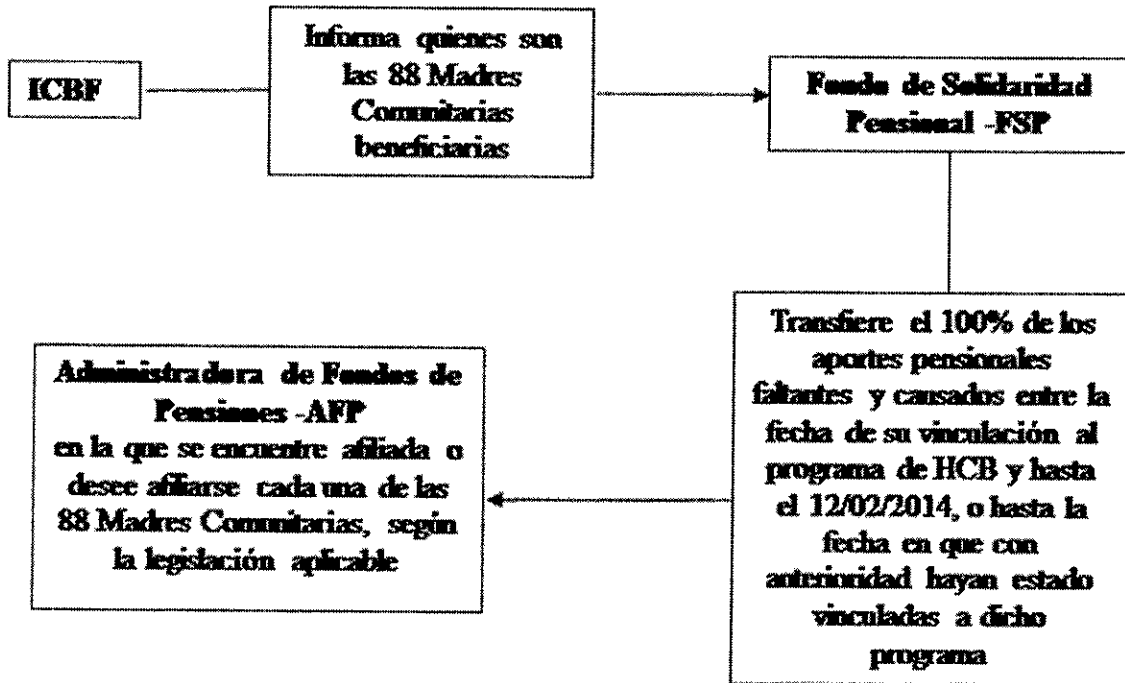 ICBF
Informa quienes son
las 88 Madres
Comunitarias
beneficiarias
Fondo de Solidaridad
Pensional -FSP
Transfiere el 100% de los
aportes pensionales
faltantes y causados entre la
fecha de su vinculación al
programa de HCB y hasta
el 12/02/2014, o hasta la
fecha en que con
anterioridad hayan estado
vinculadas a dicho
programa
Administradora de Fondos de
Pensiones -AFP
en la que se encuentre afiliada o
desee afiliarse cada una de las
88 Madres Comunitarias, según
la legislación aplicable